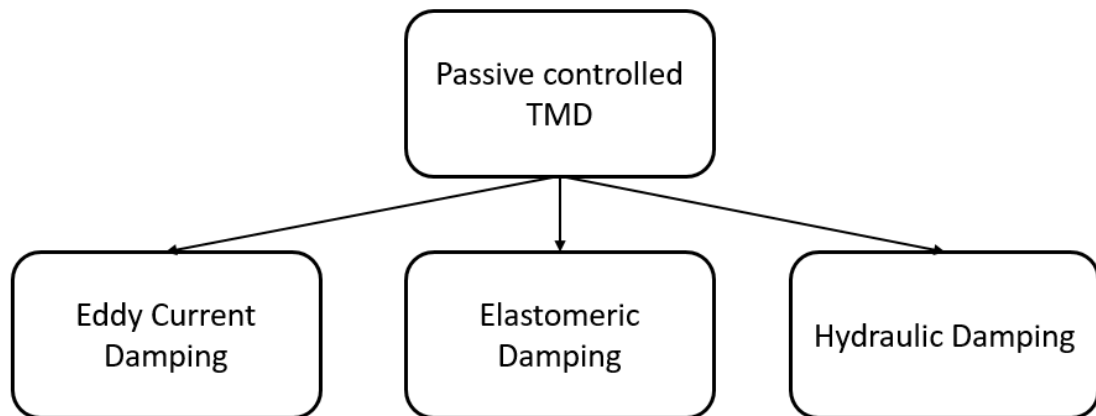 Passive controlled
TMD
Eddy Current
Damping
Elastomeric
Damping
Hydraulic Damping